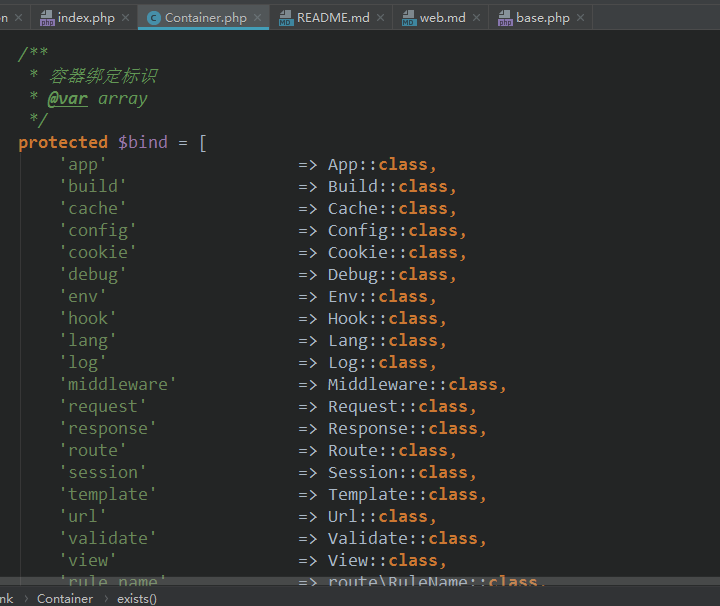 en index.php Container.php README.md web.md base.php
/**
* 容器绑定标识
* @var array
*/
protected $bind = [
'app' => App::class,
'build' => Build::class,
'cache' => Cache::class,
'config' => Config::class,
'cookie' => Cookie::class,
'debug' => Debug::class,
'env' => Env::class,
'hook' => Hook::class,
'lang' => Lang::class,
'log' => Log::class,
'middleware' => Middleware::class,
'request' => Request::class,
'response' => Response::class,
'route' => Route::class,
'session' => Session::class,
'template' => Template::class,
'url' => Url::class,
'validate' => Validate::class,
'view' => View::class,
'rule_name' => route\RuleName::class,
nk › Container › exists()